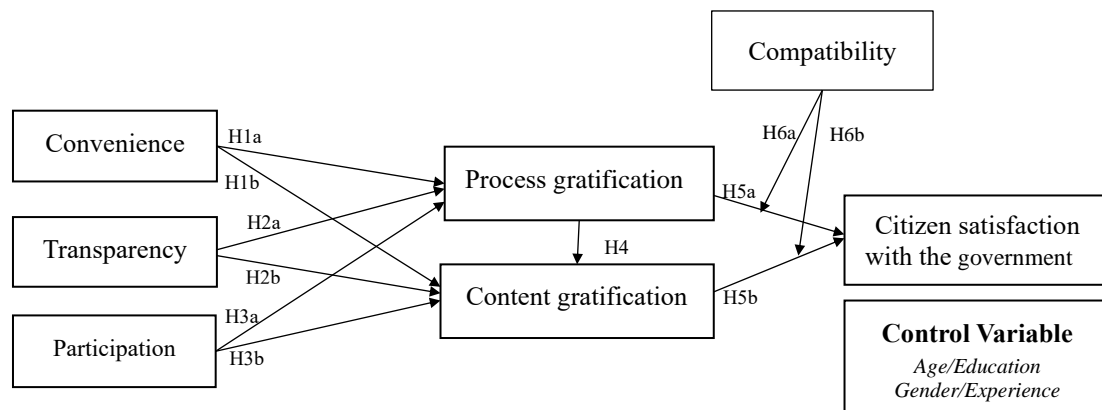 Compatibility
Convenience
H1a
H1b
H6a
H6b
Process gratification
H5a
Transparency
H2a
H2b
H4
Citizen satisfaction
with the government
Content gratification
H5b
Participation
H3a
H3b
Control Variable
Age/Education
Gender/Experience